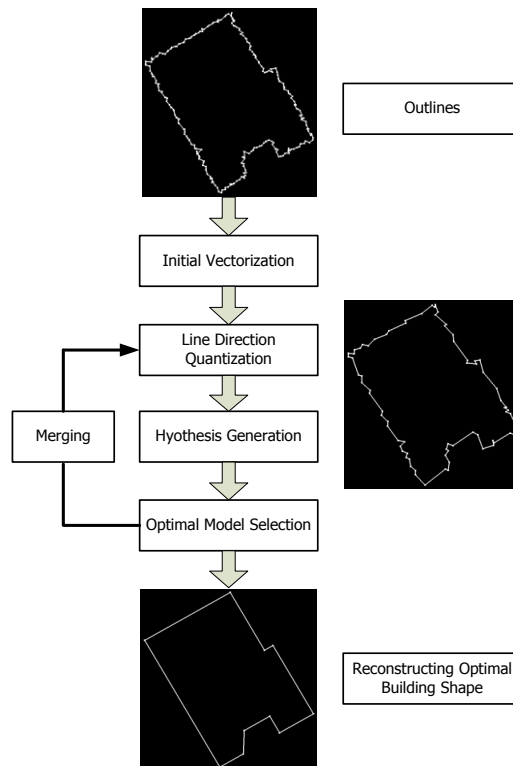 Outlines
Initial Vectorization
Line Direction
Quantization
Merging
Hyothesis Generation
Optimal Model Selection
Reconstructing Optimal
Building Shape